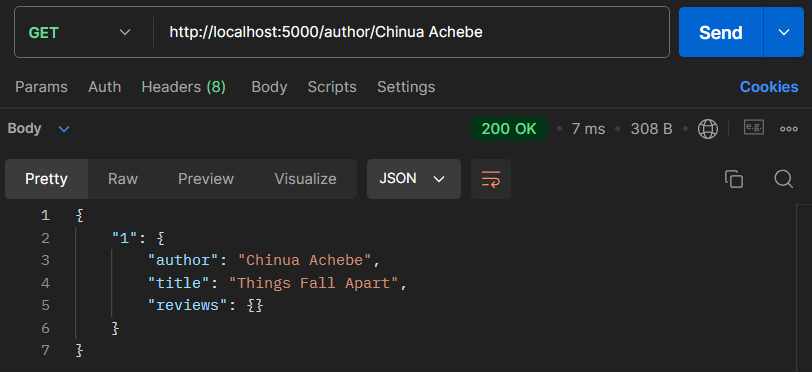 GET http://localhost:5000/author/Chinua Achebe Send
Params Auth Headers (8) Body Scripts Settings Cookies
Body 200 OK • 7 ms • 308 B • e.g.
Pretty Raw Preview Visualize JSON
1 {
2 "1": {
3 "author": "Chinua Achebe",
4 "title": "Things Fall Apart",
5 "reviews": {}
6 }
7 }